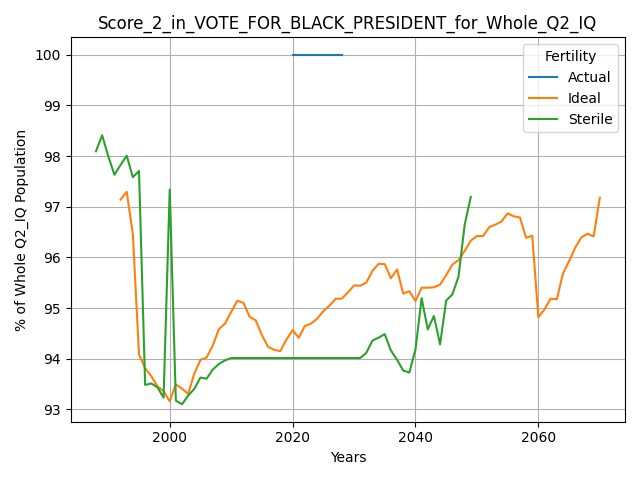 Score_2_in_VOTE_FOR_BLACK_PRESIDENT_for_Whole_Q2_IQ
Fertility
Actual
Ideal
Sterile
% of Whole Q2_IQ Population
100
99
98
97
96
95
94
93
2000
2020
2040
2060
Years